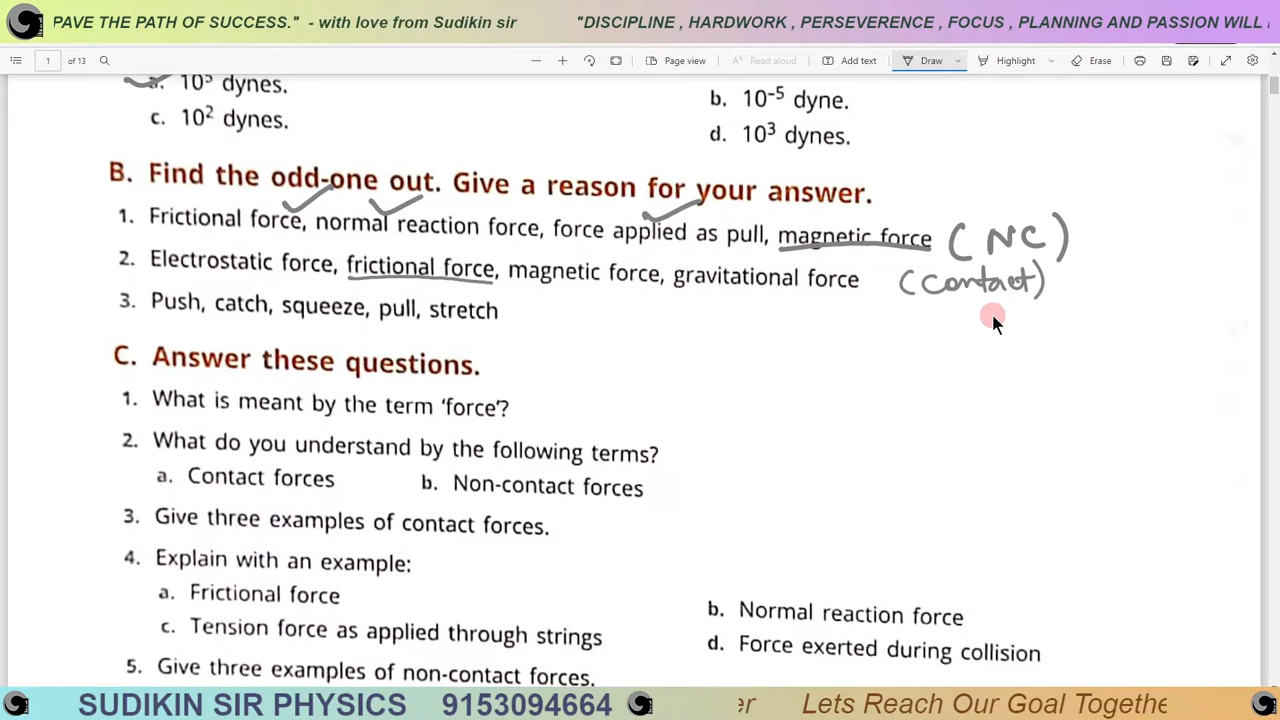 PAVE THE PATH OF SUCCESS." - with love from Sudikin sir "DISCIPLINE , HARDWORK , PERSEVERENCE , FOCUS , PLANNING AND PASSION WILL
1 of 13 Page view Read aloud Add text Draw Highlight Erase
a. 10⁵ dynes.
b. 10⁻⁵ dyne.
c. 10² dynes.
d. 10³ dynes.
B. Find the odd-one out. Give a reason for your answer.
1. Frictional force, normal reaction force, force applied as pull, magnetic force (NC)
2. Electrostatic force, frictional force, magnetic force, gravitational force (contact)
3. Push, catch, squeeze, pull, stretch
C. Answer these questions.
1. What is meant by the term ‘force’?
2. What do you understand by the following terms?
a. Contact forces b. Non-contact forces
3. Give three examples of contact forces.
4. Explain with an example:
a. Frictional force
b. Normal reaction force
c. Tension force as applied through strings
d. Force exerted during collision
5. Give three examples of non-contact forces.
SUDIKIN SIR PHYSICS 9153094664 er Lets Reach Our Goal Togethe